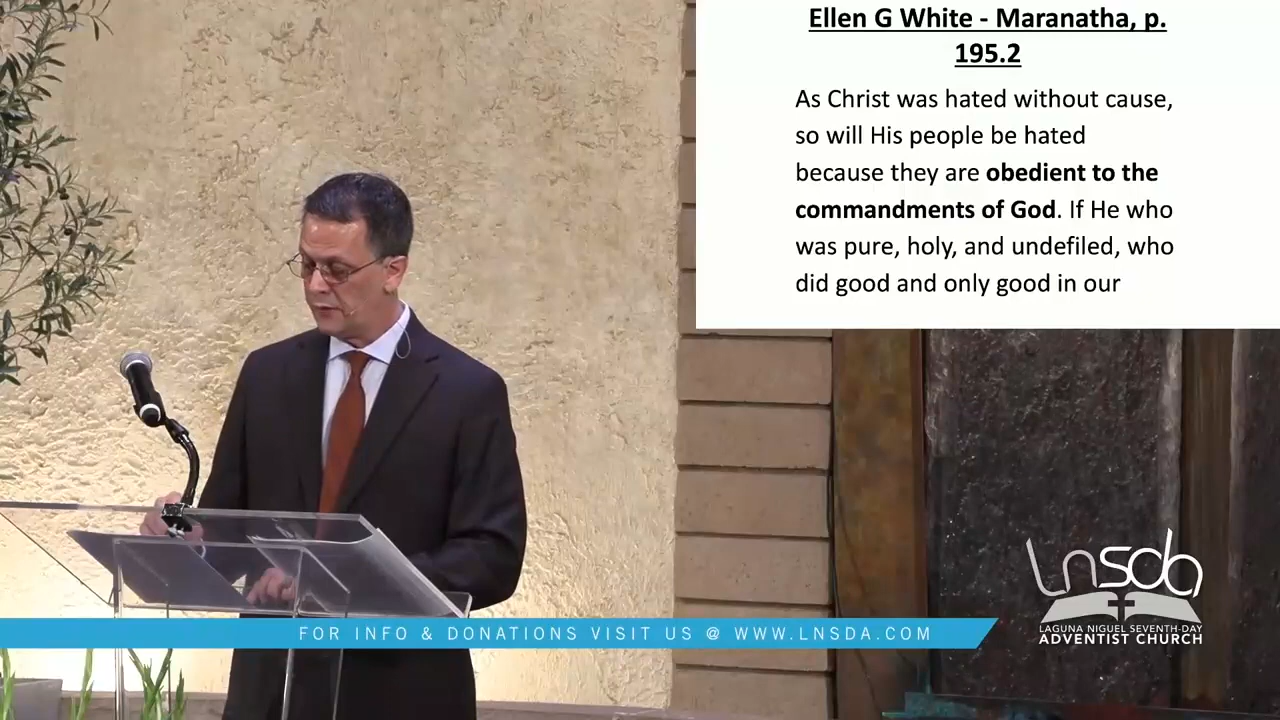 Ellen G White - Maranatha, p.
195.2
As Christ was hated without cause,
so will His people be hated
because they are obedient to the
commandments of God. If He who
was pure, holy, and undefiled, who
did good and only good in our
FOR INFO & DONATIONS VISIT US @ WWW.LNSDA.COM
Lnsda
LAGUNA NIGUEL SEVENTH-DAY
ADVENTIST CHURCH